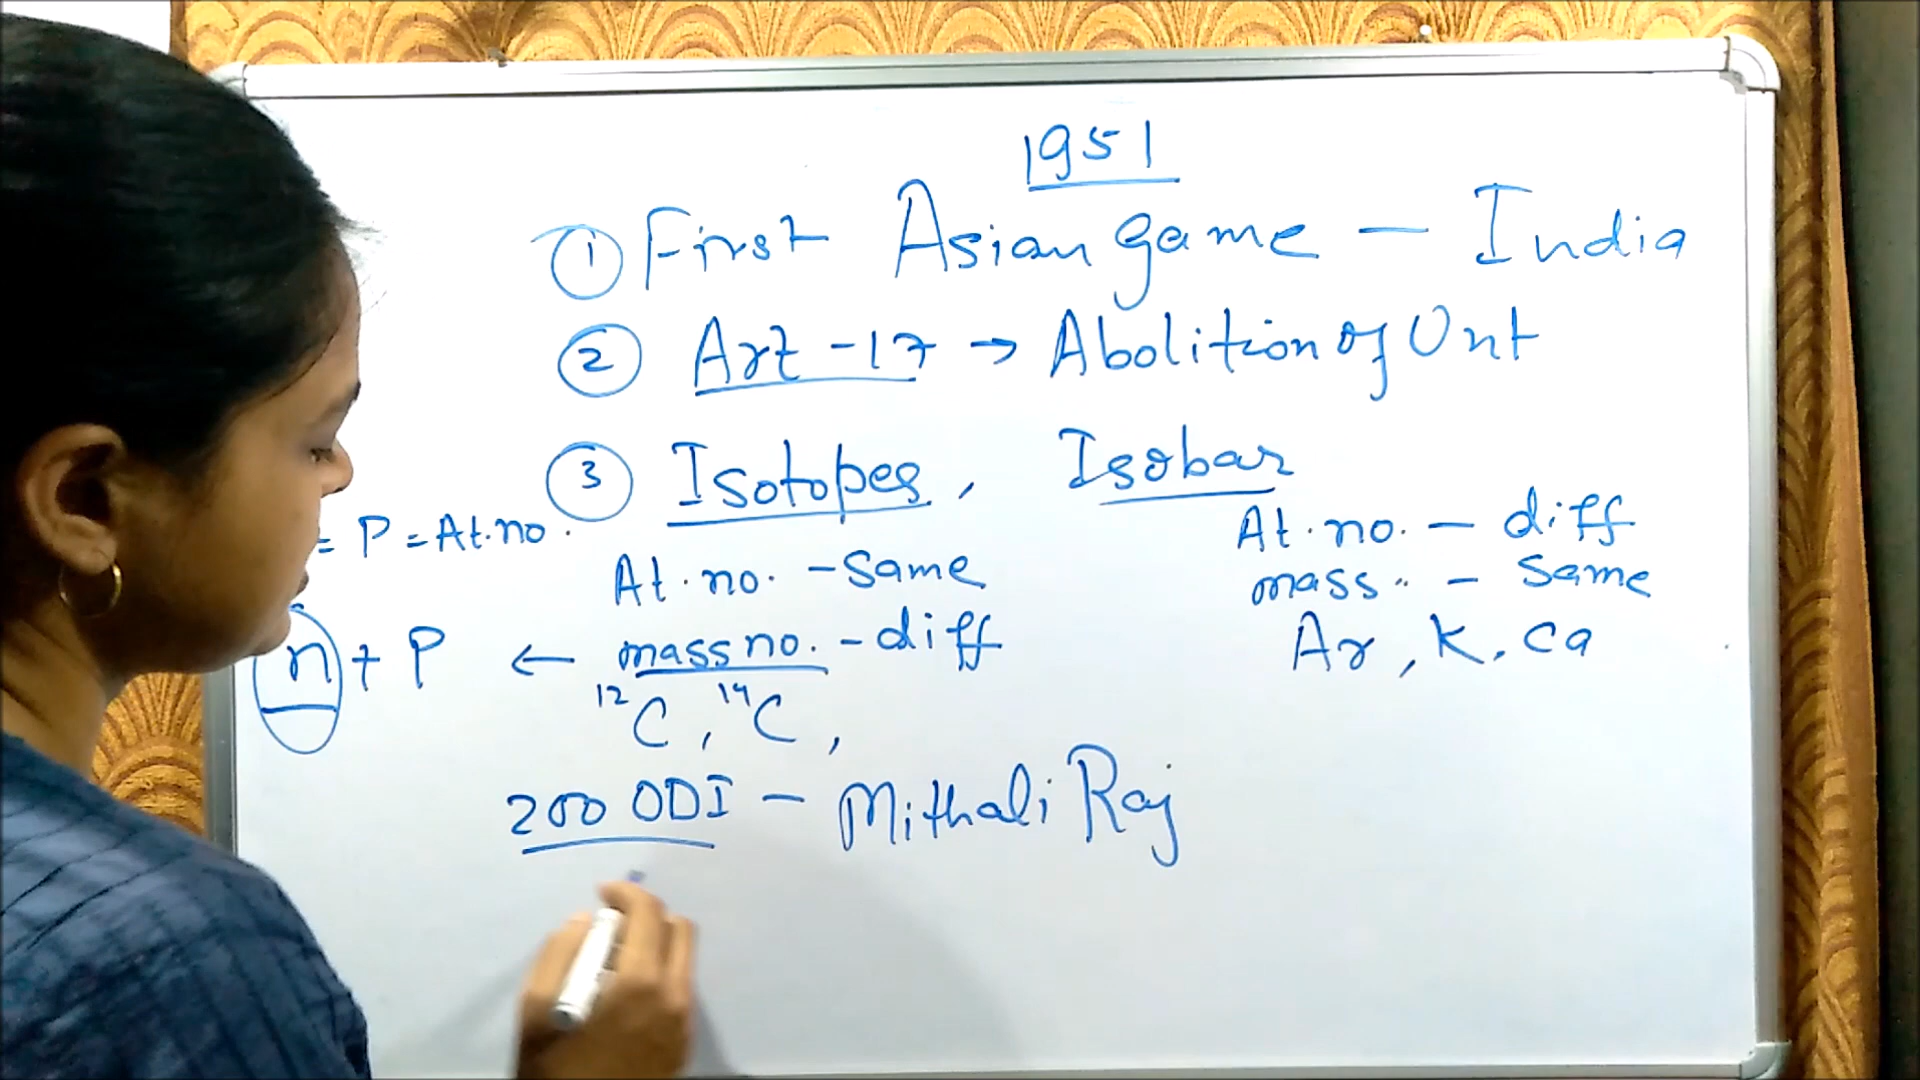 1951
① First Asian game - India
② Art -17 → Abolition of Unt
③ Isotopes, Isobar
= P = At.no.
At.no. - Same
At.no. - diff
mass .. - Same
n + P ← mass no. - diff
Ar, K, Ca
¹²C, ¹⁴C,
200 ODI - Mithali Raj